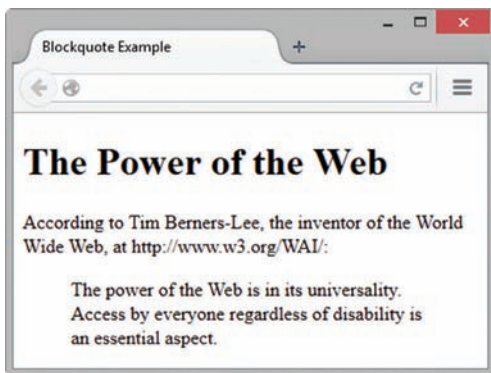 Blockquote Example
The Power of the Web
According to Tim Berners-Lee, the inventor of the World
Wide Web, at http://www.w3.org/WAI/:
The power of the Web is in its universality.
Access by everyone regardless of disability is
an essential aspect.